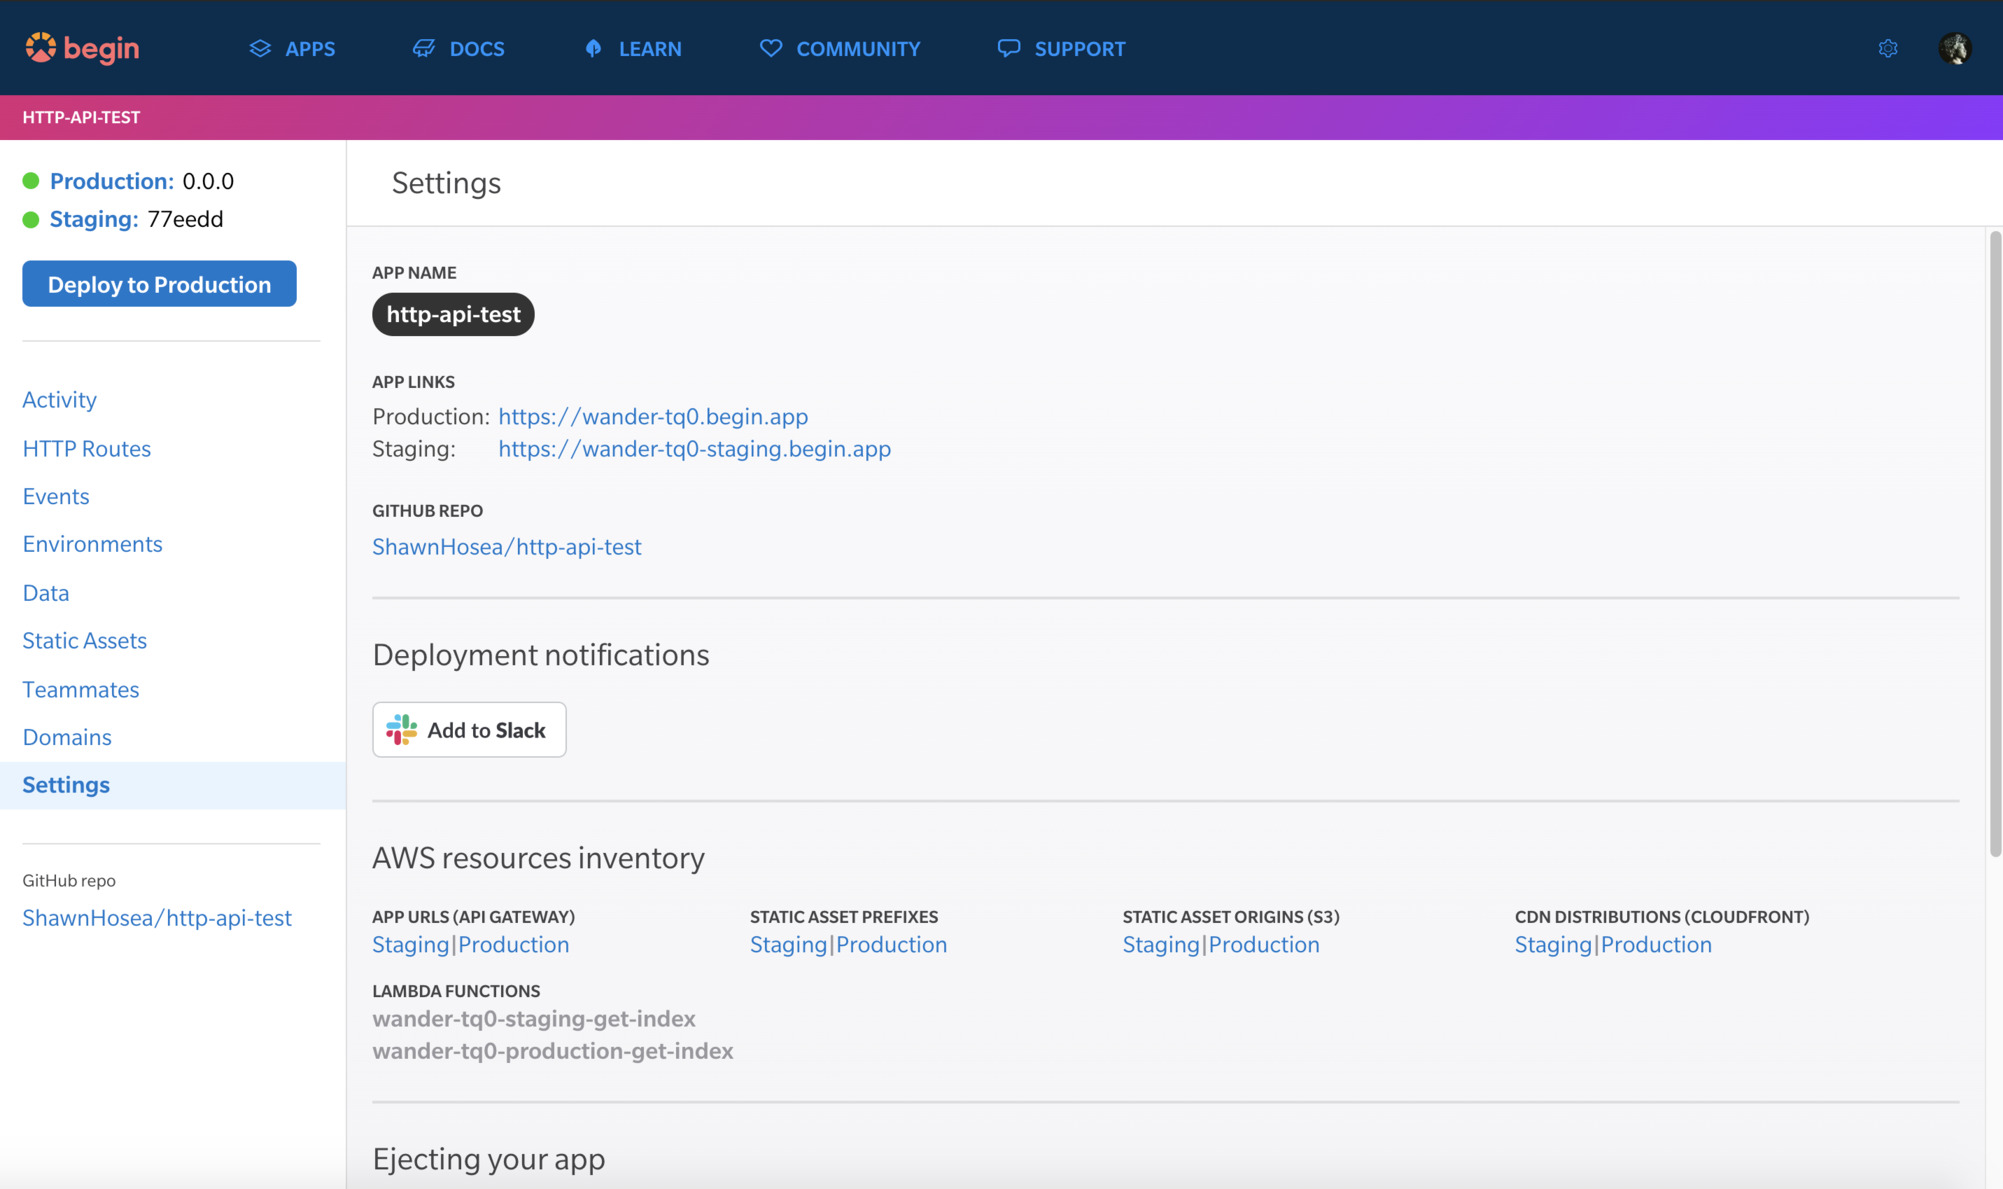 begin
APPS
DOCS
LEARN
COMMUNITY
SUPPORT
HTTP-API-TEST
Production: 0.0.0
Staging: 77eedd
Deploy to Production
Activity
HTTP Routes
Events
Environments
Data
Static Assets
Teammates
Domains
Settings
GitHub repo
ShawnHosea/http-api-test
Settings
APP NAME
http-api-test
APP LINKS
Production: https://wander-tq0.begin.app
Staging: https://wander-tq0-staging.begin.app
GITHUB REPO
ShawnHosea/http-api-test
Deployment notifications
Add to Slack
AWS resources inventory
APP URLS (API GATEWAY)
Staging|Production
STATIC ASSET PREFIXES
Staging|Production
STATIC ASSET ORIGINS (S3)
Staging|Production
CDN DISTRIBUTIONS (CLOUDFRONT)
Staging|Production
LAMBDA FUNCTIONS
wander-tq0-staging-get-index
wander-tq0-production-get-index
Ejecting your app